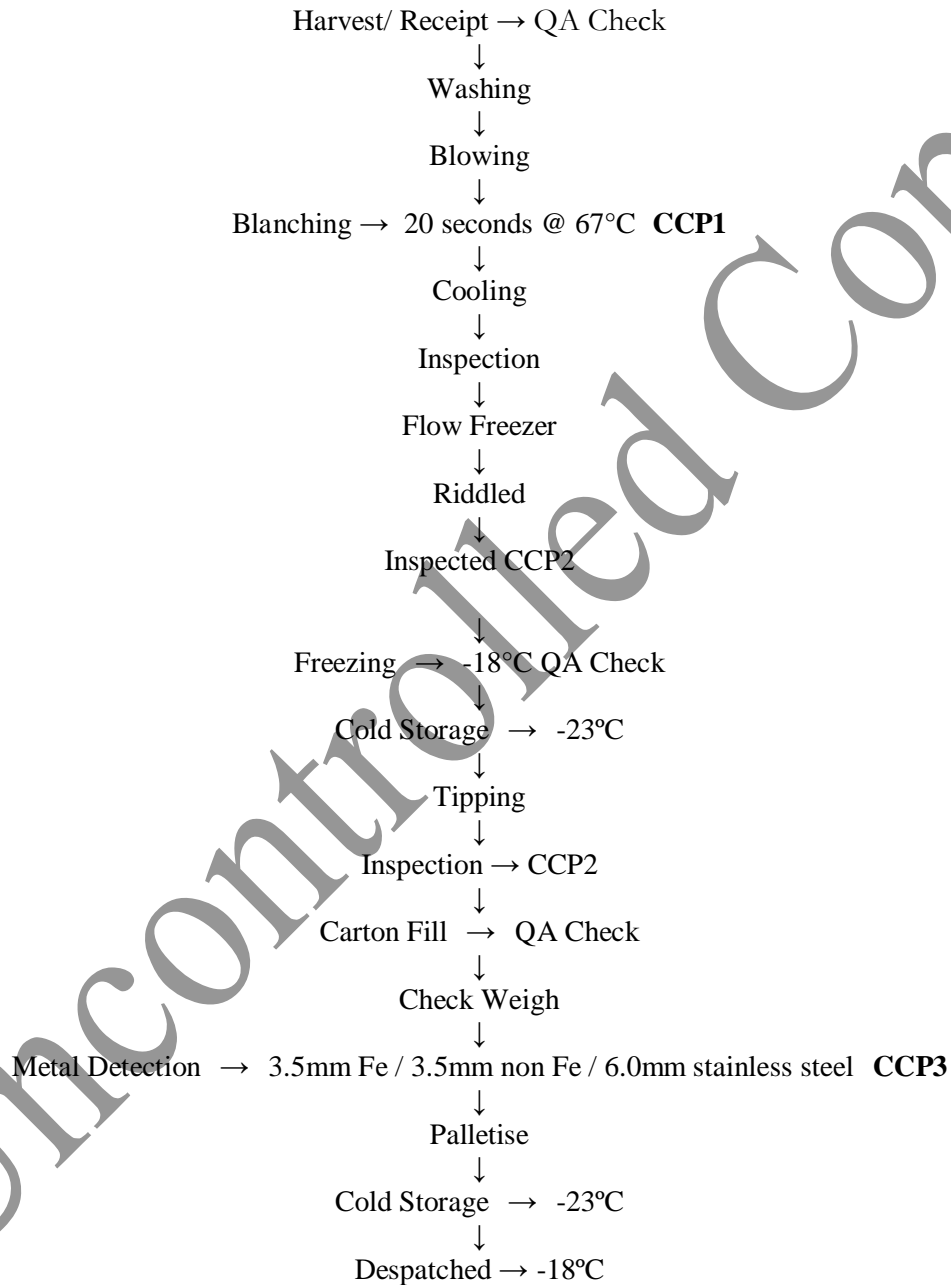 Harvest/ Receipt → QA Check
↓
Washing
↓
Blowing
↓
Blanching → 20 seconds @ 67°C CCP1
↓
Cooling
↓
Inspection
↓
Flow Freezer
↓
Riddled
↓
Inspected CCP2
↓
Freezing → -18°C QA Check
↓
Cold Storage → -23ºC
↓
Tipping
↓
Inspection → CCP2
↓
Carton Fill → QA Check
↓
Check Weigh
↓
Metal Detection → 3.5mm Fe / 3.5mm non Fe / 6.0mm stainless steel CCP3
↓
Palletise
↓
Cold Storage → -23ºC
↓
Despatched → -18ºC